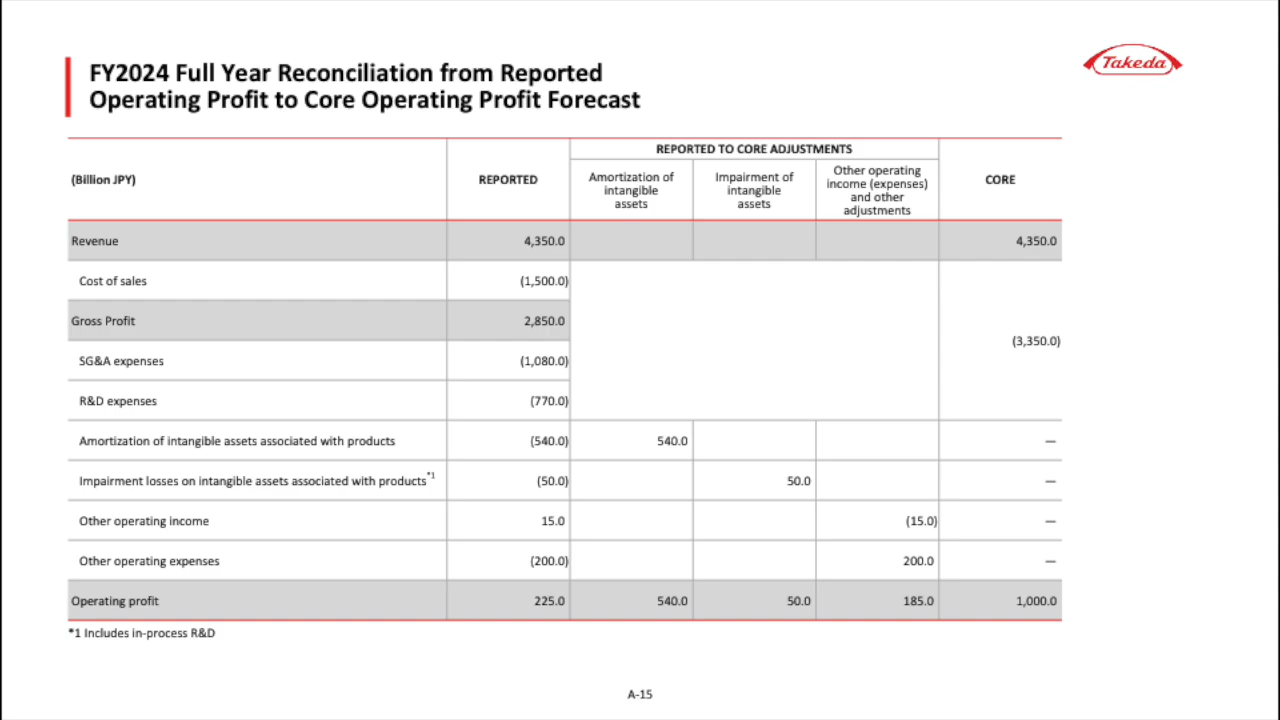 FY2024 Full Year Reconciliation from Reported
Operating Profit to Core Operating Profit Forecast
Takeda
(Billion JPY)
REPORTED
REPORTED TO CORE ADJUSTMENTS
Amortization of
intangible
assets
Impairment of
intangible
assets
Other operating
income (expenses)
and other
adjustments
CORE
Revenue 4,350.0 4,350.0
Cost of sales (1,500.0)
Gross Profit 2,850.0
(3,350.0)
SG&A expenses (1,080.0)
R&D expenses (770.0)
Amortization of intangible assets associated with products (540.0) 540.0 —
Impairment losses on intangible assets associated with products*1 (50.0) 50.0 —
Other operating income 15.0 (15.0) —
Other operating expenses (200.0) 200.0 —
Operating profit 225.0 540.0 50.0 185.0 1,000.0
*1 Includes in-process R&D
A-15